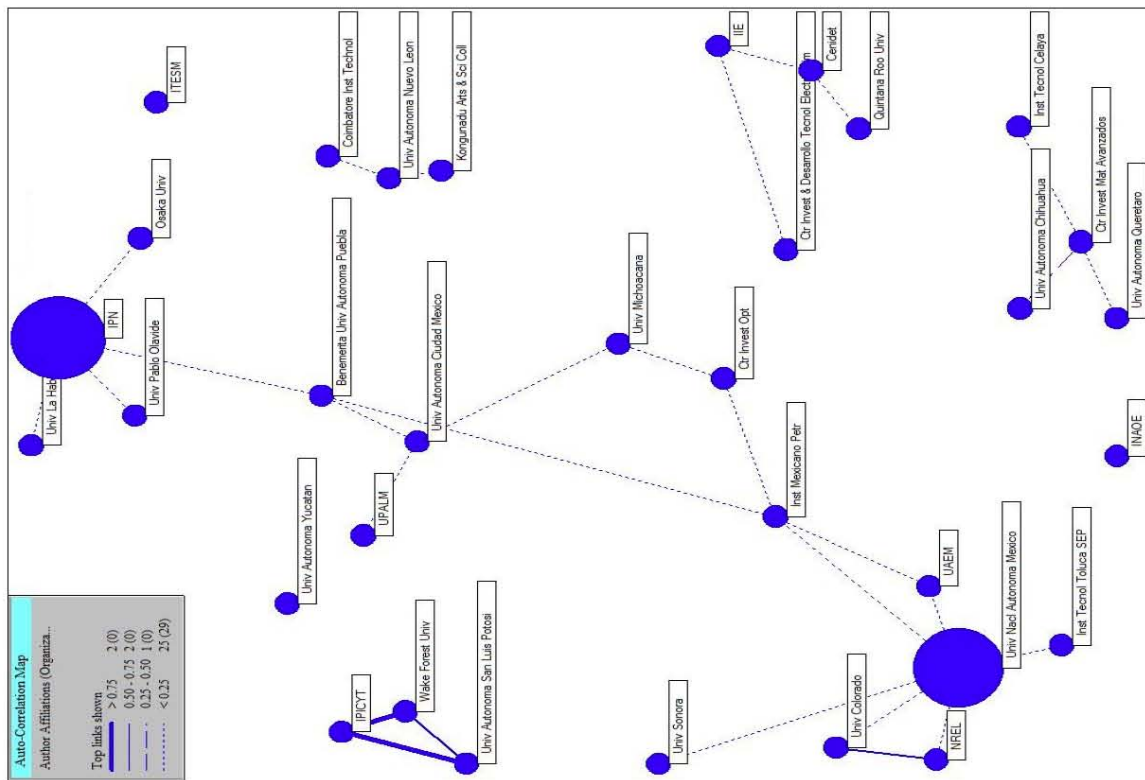 Auto-Correlation Map
Author Affiliations (Organiza...
Top links shown
> 0.75 2 (0)
0.50 - 0.75 2 (0)
0.25 - 0.50 1 (0)
< 0.25 25 (29)
Univ La Hab
IPN
Univ Pablo Olavide
Osaka Univ
ITESM
Univ Autonoma Yucatan
Benemerita Univ Autonoma Puebla
Coimbatore Inst Technol
IPICYT
UPALM
Univ Autonoma Nuevo Leon
Wake Forest Univ
Univ Autonoma Ciudad Mexico
Kongunadu Arts & Sci Coll
Univ Autonoma San Luis Potosi
Univ Michoacana
Univ Sonora
IIE
Ctr Invest Opt
Inst Mexicano Petr
Ctr Invest & Desarrollo Tecnol Elect
Cenidet
Univ Colorado
Quintana Roo Univ
UAEM
NREL
Univ Nacl Autonoma Mexico
Univ Autonoma Chihuahua
Inst Tecnol Celaya
Inst Tecnol Toluca SEP
Ctr Invest Mat Avanzados
INAOE
Univ Autonoma Queretaro